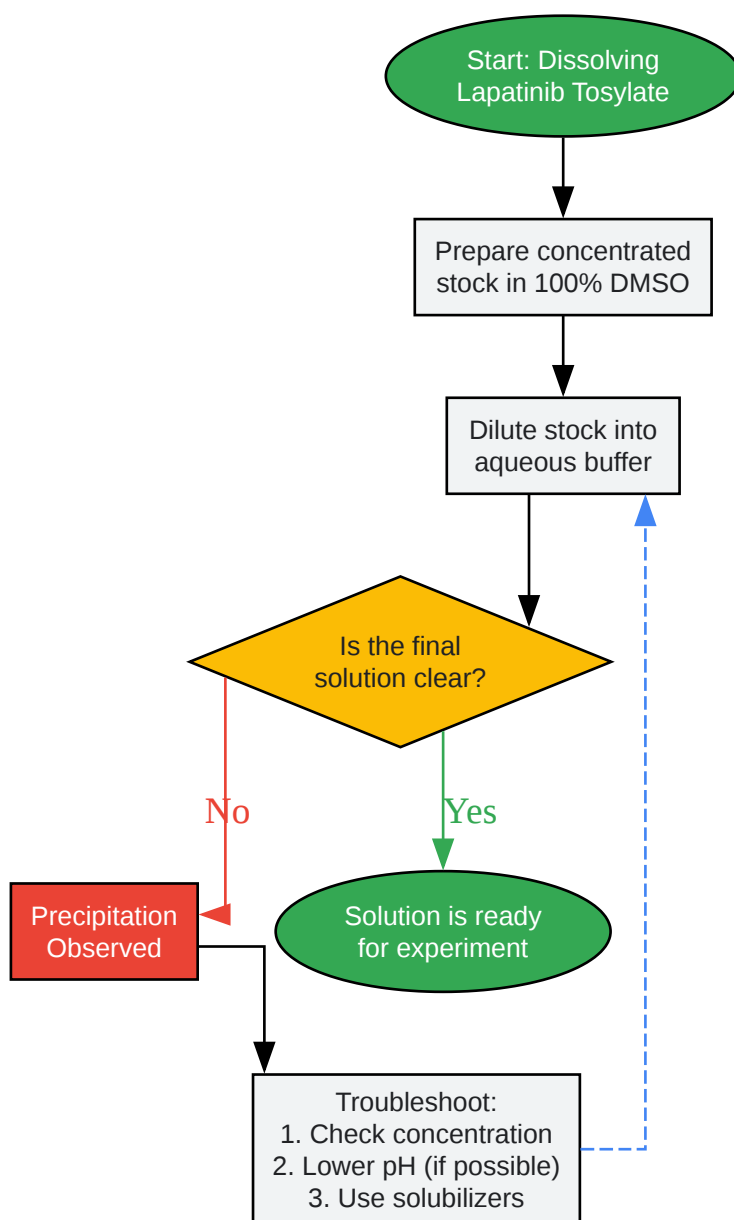 Start: Dissolving
Lapatinib Tosylate
Prepare concentrated
stock in 100% DMSO
Dilute stock into
aqueous buffer
Is the final
solution clear?
No
Yes
Precipitation
Observed
Solution is ready
for experiment
Troubleshoot:
1. Check concentration
2. Lower pH (if possible)
3. Use solubilizers